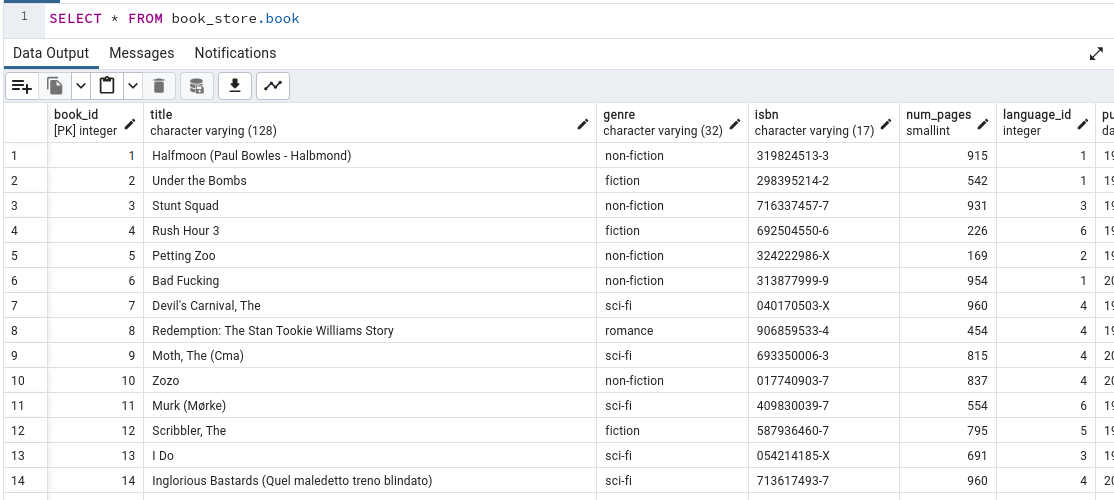 1 SELECT * FROM book_store.book
Data Output Messages Notifications
book_id title genre isbn num_pages language_id pu
[PK] integer character varying (128) character varying (32) character varying (17) smallint integer da
1 1 Halfmoon (Paul Bowles - Halbmond) non-fiction 319824513-3 915 1 19
2 2 Under the Bombs fiction 298395214-2 542 1 19
3 3 Stunt Squad non-fiction 716337457-7 931 3 19
4 4 Rush Hour 3 fiction 692504550-6 226 6 19
5 5 Petting Zoo non-fiction 324222986-X 169 2 19
6 6 Bad Fucking non-fiction 313877999-9 954 1 20
7 7 Devil's Carnival, The sci-fi 040170503-X 960 4 19
8 8 Redemption: The Stan Tookie Williams Story romance 906859533-4 454 4 19
9 9 Moth, The (Cma) sci-fi 693350006-3 815 4 20
10 10 Zozo non-fiction 017740903-7 837 4 20
11 11 Murk (Mørke) sci-fi 409830039-7 554 6 19
12 12 Scribbler, The fiction 587936460-7 795 5 19
13 13 I Do sci-fi 054214185-X 691 3 19
14 14 Inglorious Bastards (Quel maledetto treno blindato) sci-fi 713617493-7 960 4 20